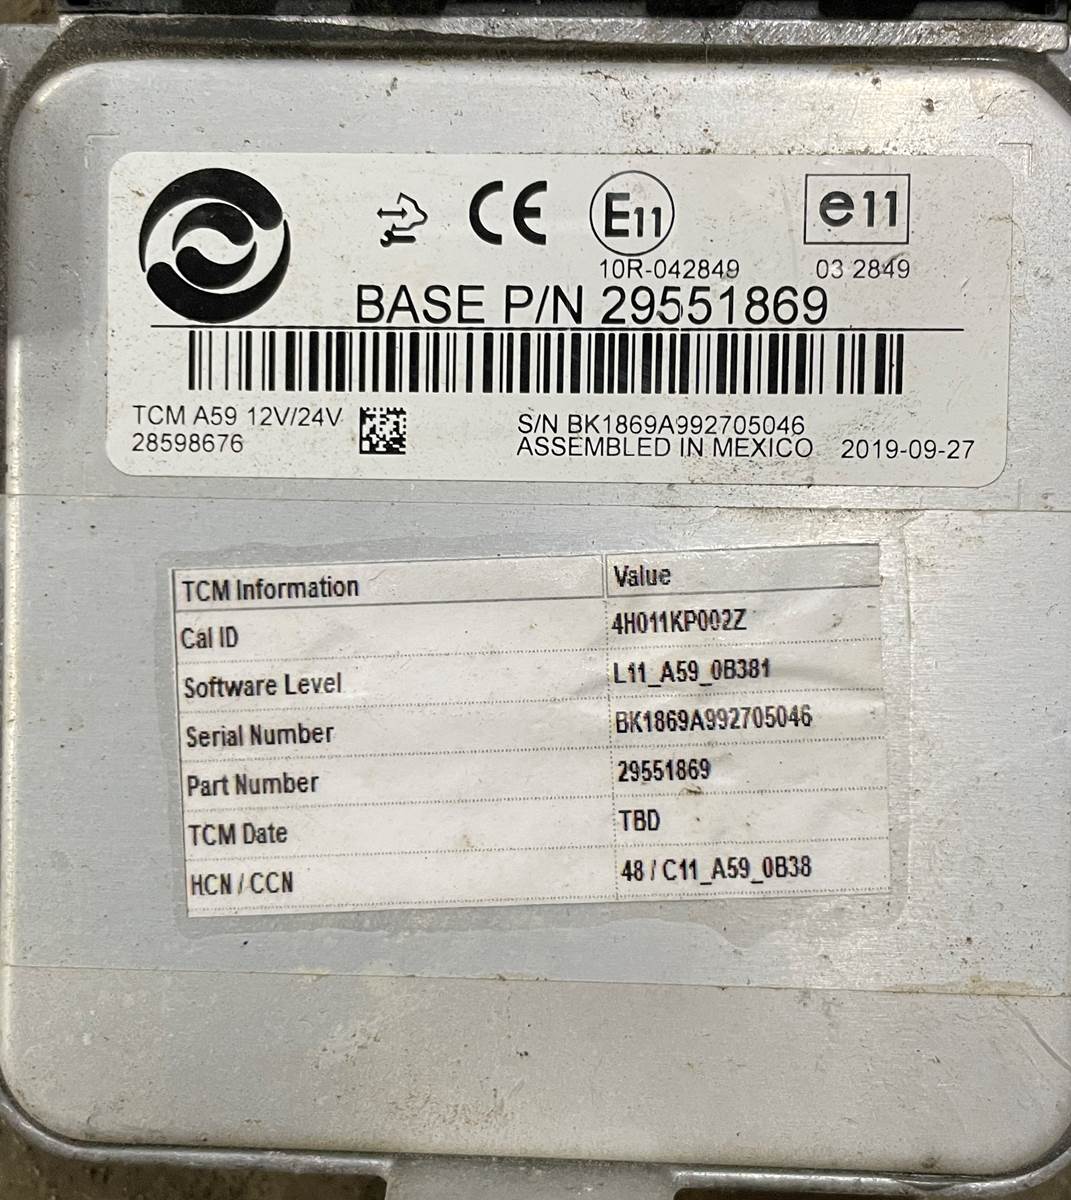 CE E11 e11
10R-042849 03 2849
BASE P/N 29551869
TCM A59 12V/24V
28598676
S/N BK1869A992705046
ASSEMBLED IN MEXICO 2019-09-27
TCM Information Value
Cal ID 4H011KP002Z
Software Level L11_A59_0B381
Serial Number BK1869A992705046
Part Number 29551869
TCM Date TBD
HCN / CCN 48 / C11_A59_0B38